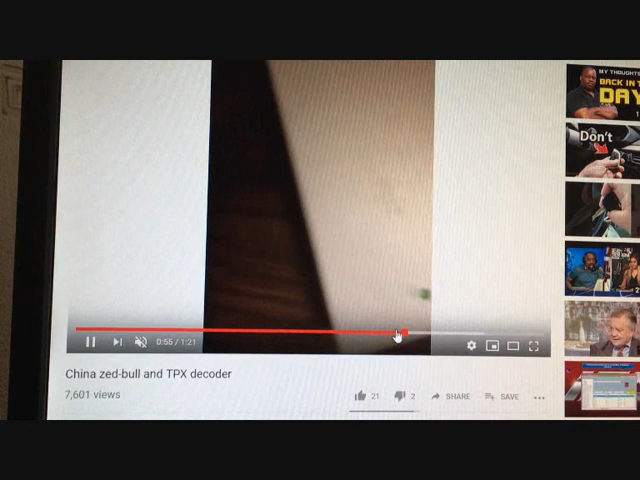 MY THOUGHTS
BACK IN
DAY
Don't
0:55 / 1:21
China zed-bull and TPX decoder
7,601 views
21
2
SHARE
SAVE